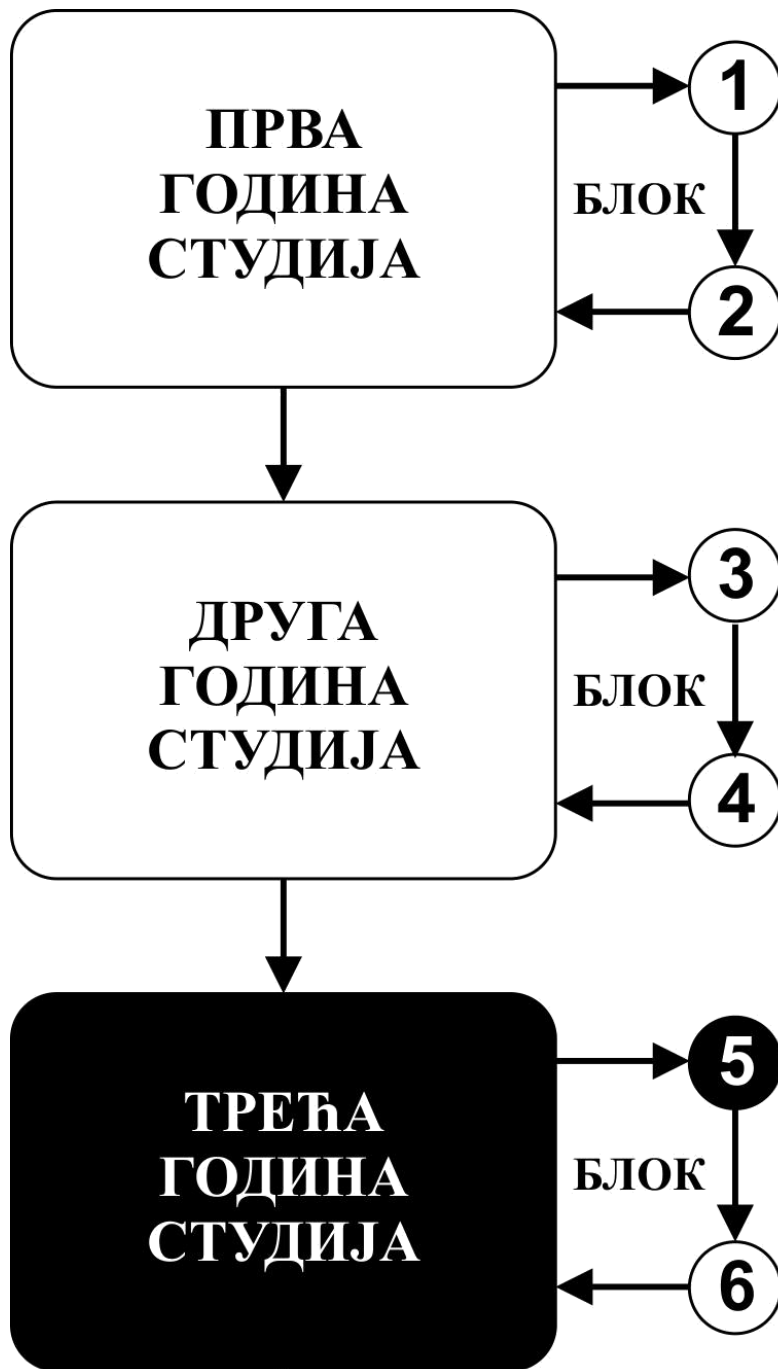 ПРВА
ГОДИНА
СТУДИЈА
1
БЛОК
2
ДРУГА
ГОДИНА
СТУДИЈА
3
БЛОК
4
ТРЕЋА
ГОДИНА
СТУДИЈА
5
БЛОК
6